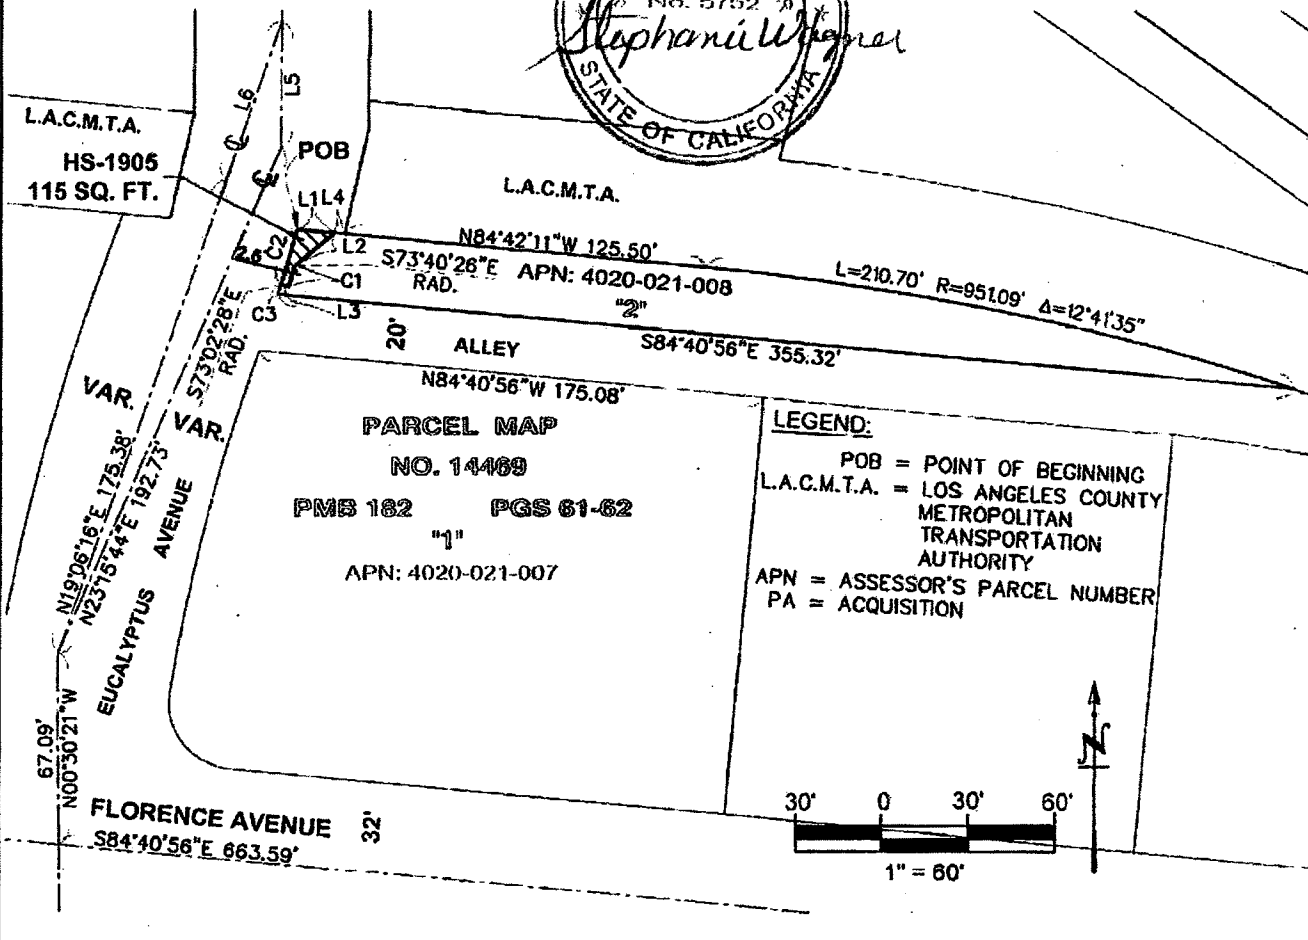 No. 5752
Stephanie Wagner
STATE OF CALIFORNIA
L5
L6
L.A.C.M.T.A.
HS-1905
115 SQ. FT.
POB
L.A.C.M.T.A.
L1 L4
C2
L2
2.6'
N84°42'11"W 125.50'
S73°40'26"E
RAD.
APN: 4020-021-008
"2"
L=210.70' R=951.09' Δ=12°41'35"
C1
C3
L3
S73°02'28"E
RAD.
20'
ALLEY
S84°40'56"E 355.32'
N84°40'56"W 175.08'
VAR.
VAR.
PARCEL MAP
NO. 14469
PMB 182 PGS 61-62
"1"
APN: 4020-021-007
LEGEND:
POB = POINT OF BEGINNING
L.A.C.M.T.A. = LOS ANGELES COUNTY
METROPOLITAN
TRANSPORTATION
AUTHORITY
APN = ASSESSOR'S PARCEL NUMBER
PA = ACQUISITION
N19°06'16"E 175.38'
N23°15'44"E 192.73'
EUCALYPTUS AVENUE
67.09'
N00°30'21"W
FLORENCE AVENUE
32'
S84°40'56"E 663.59'
N
30' 0 30' 60'
1" = 60'